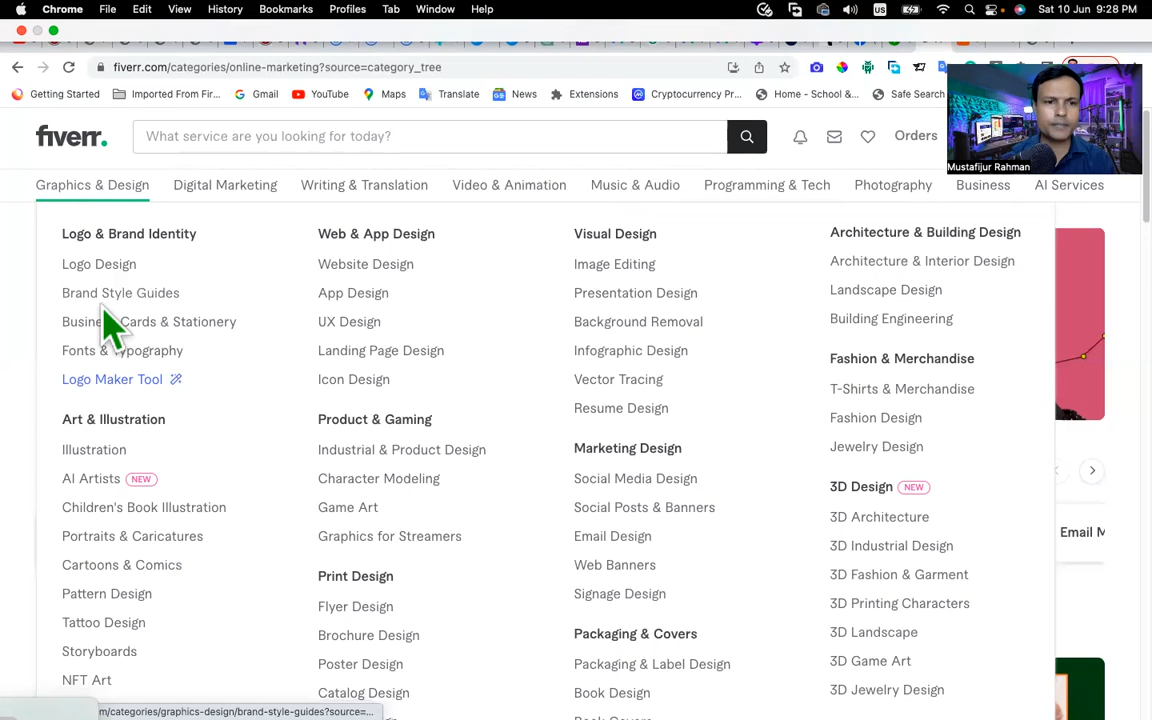 Chrome File Edit View History Bookmarks Profiles Tab Window Help US Sat 10 Jun 9:28 PM
fiverr.com/categories/online-marketing?source=category_tree
Getting Started Imported From Fir... Gmail YouTube Maps Translate News Extensions Cryptocurrency Pr... Home - School &... Safe Search
Mustafijur Rahman
fiverr. What service are you looking for today? Orders
Graphics & Design Digital Marketing Writing & Translation Video & Animation Music & Audio Programming & Tech Photography Business AI Services
Logo & Brand Identity
Logo Design
Brand Style Guides
Business Cards & Stationery
Fonts & Typography
Logo Maker Tool
Art & Illustration
Illustration
AI Artists NEW
Children's Book Illustration
Portraits & Caricatures
Cartoons & Comics
Pattern Design
Tattoo Design
Storyboards
NFT Art
Web & App Design
Website Design
App Design
UX Design
Landing Page Design
Icon Design
Product & Gaming
Industrial & Product Design
Character Modeling
Game Art
Graphics for Streamers
Print Design
Flyer Design
Brochure Design
Poster Design
Catalog Design
Visual Design
Image Editing
Presentation Design
Background Removal
Infographic Design
Vector Tracing
Resume Design
Marketing Design
Social Media Design
Social Posts & Banners
Email Design
Web Banners
Signage Design
Packaging & Covers
Packaging & Label Design
Book Design
Architecture & Building Design
Architecture & Interior Design
Landscape Design
Building Engineering
Fashion & Merchandise
T-Shirts & Merchandise
Fashion Design
Jewelry Design
3D Design NEW
3D Architecture
3D Industrial Design
3D Fashion & Garment
3D Printing Characters
3D Landscape
3D Game Art
3D Jewelry Design
Email M
m/categories/graphics-design/brand-style-guides?source=...